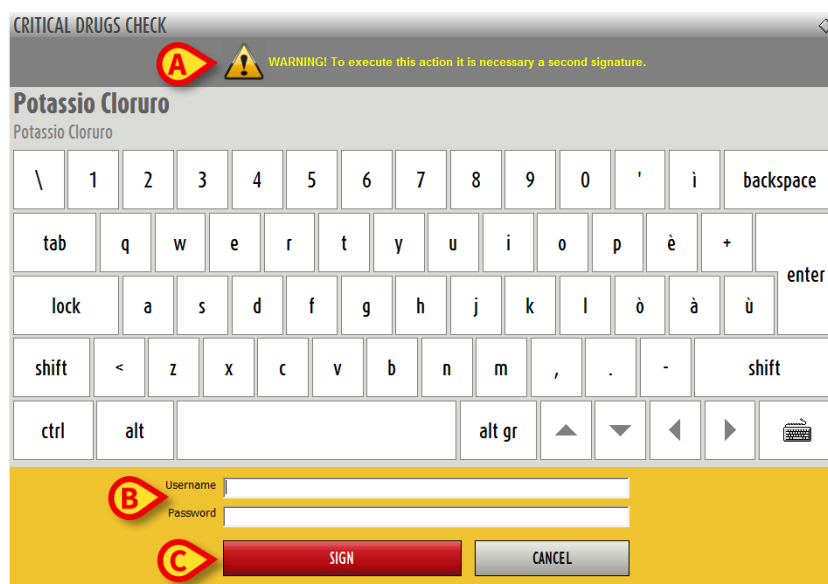 CRITICAL DRUGS CHECK
A
WARNING! To execute this action it is necessary a second signature.
Potassio Cloruro
Potassio Cloruro
\ 1 2 3 4 5 6 7 8 9 0 ' ì backspace
tab q w e r t y u i o p è + enter
lock a s d f g h j k l ò à ù
shift < z x c v b n m , . - shift
ctrl alt alt gr
B
Username
Password
C
SIGN CANCEL